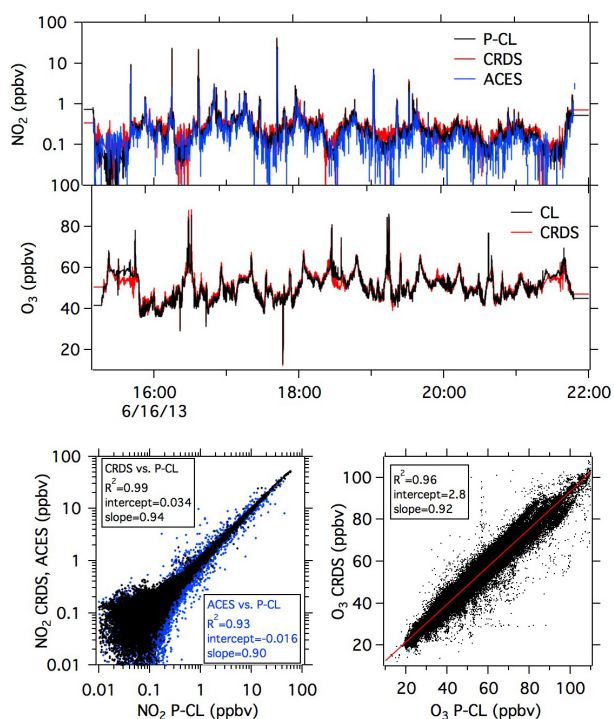 100
10
1
0.1
100
NO2 (ppbv)
P-CL
CRDS
ACES
80
60
40
20
O3 (ppbv)
CL
CRDS
16:00
18:00
20:00
22:00
6/16/13
100
10
1
0.1
0.01
NO2 CRDS, ACES (ppbv)
CRDS vs. P-CL
R2=0.99
intercept=0.034
slope=0.94
ACES vs. P-CL
R2=0.93
intercept=-0.016
slope=0.90
0.01
0.1
1
10
100
NO2 P-CL (ppbv)
100
80
60
40
20
O3 CRDS (ppbv)
R2=0.96
intercept=2.8
slope=0.92
20
40
60
80
100
O3 P-CL (ppbv)